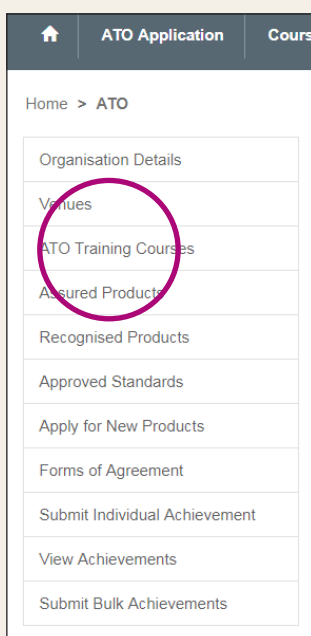 ATO Application Cours
Home > ATO
Organisation Details
Venues
ATO Training Courses
Assured Products
Recognised Products
Approved Standards
Apply for New Products
Forms of Agreement
Submit Individual Achievement
View Achievements
Submit Bulk Achievements